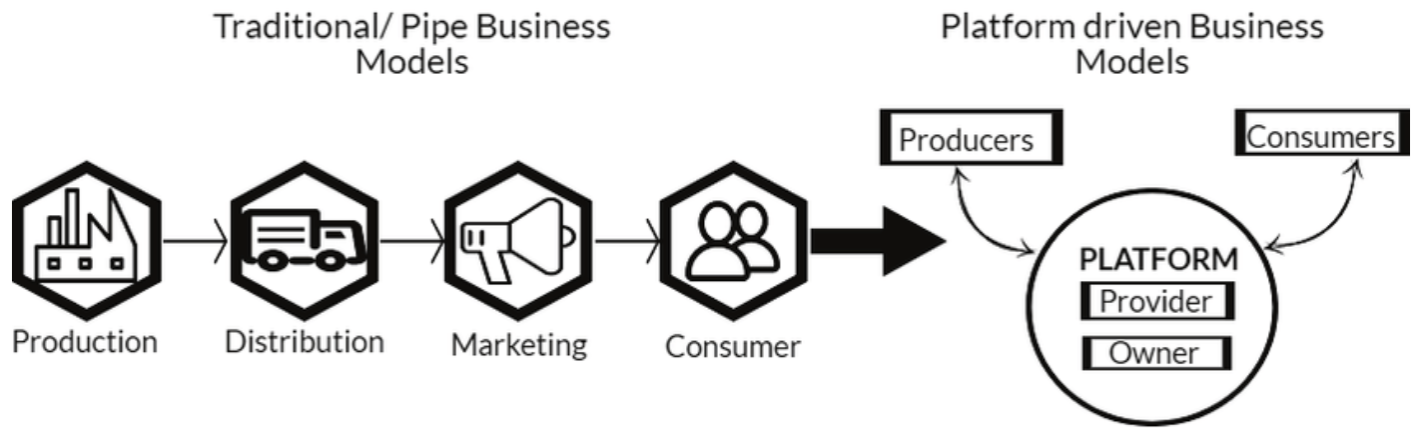 Traditional/ Pipe Business
Models
Platform driven Business
Models
Producers
Consumers
PLATFORM
Provider
Owner
Production
Distribution
Marketing
Consumer